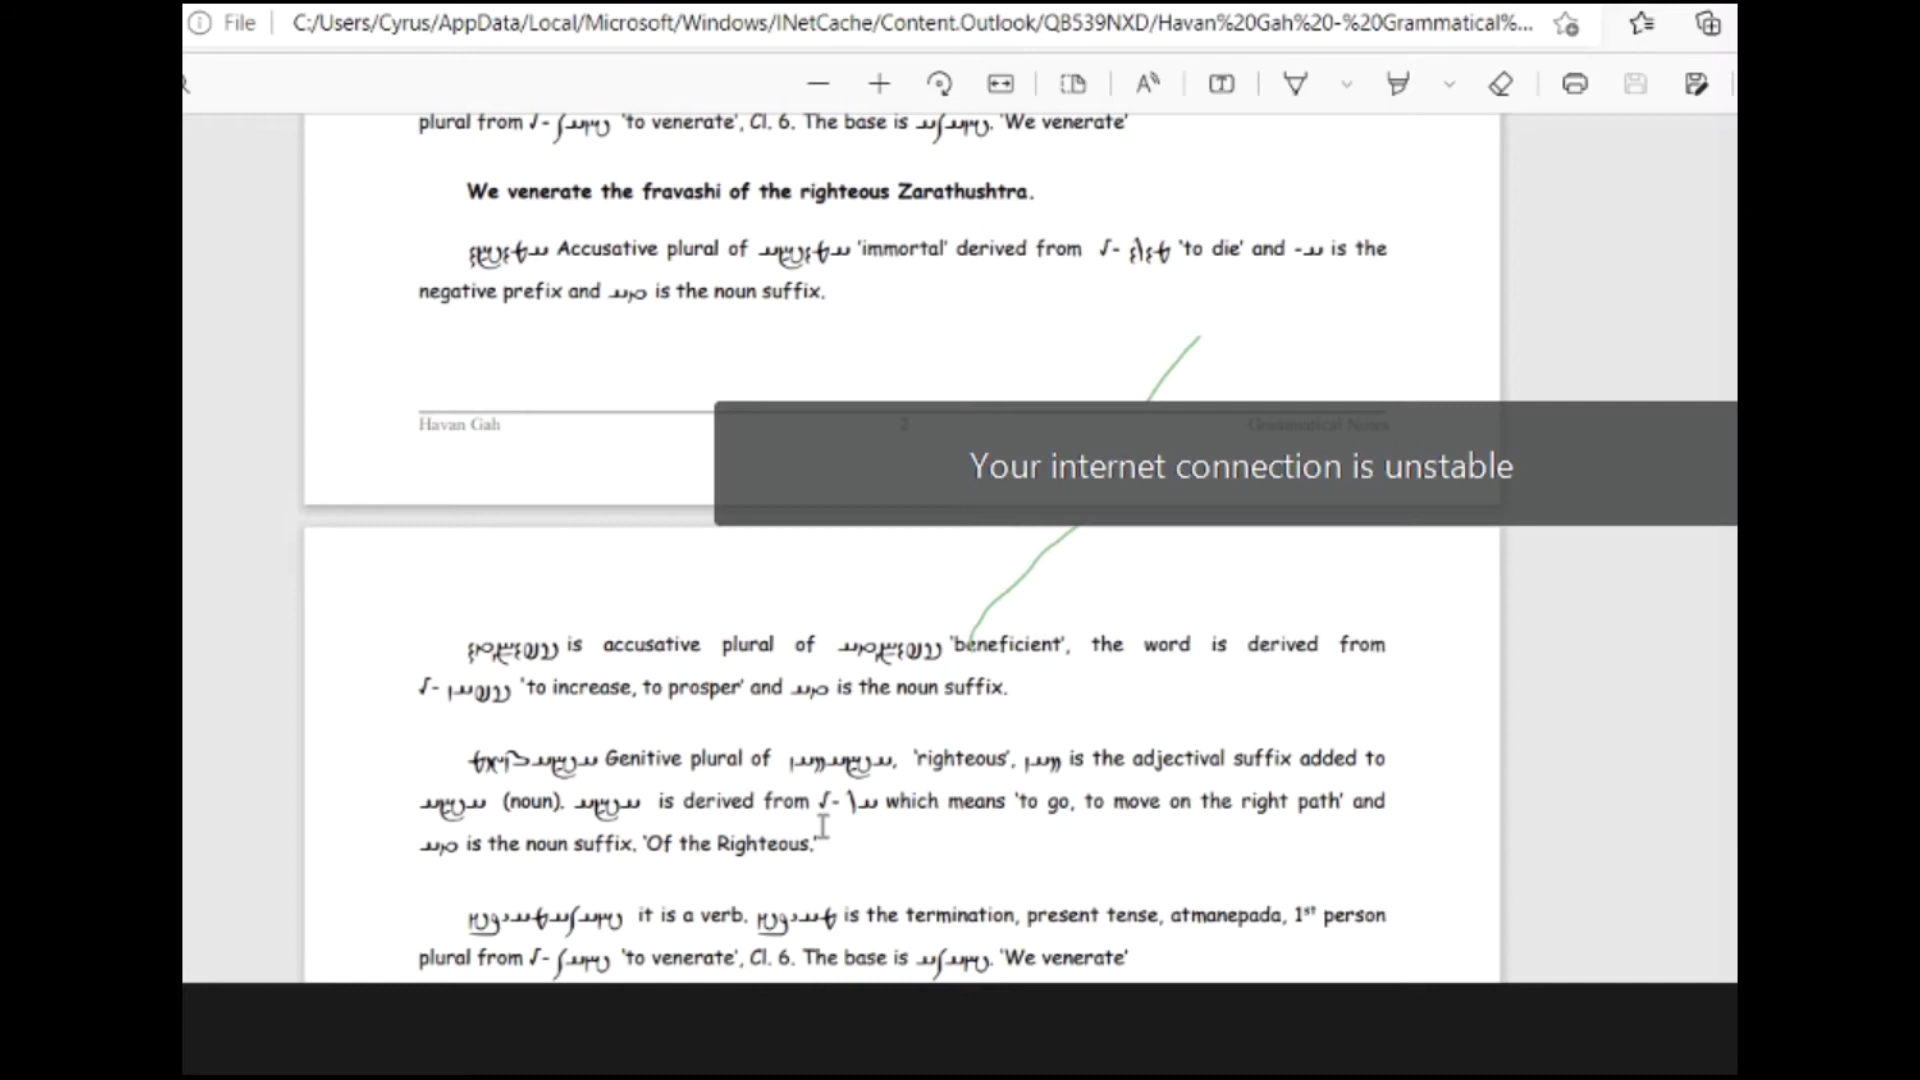 File
C:/Users/Cyrus/AppData/Local/Microsoft/Windows/INetCache/Content.Outlook/QB539NXD/Havan%20Gah%20-%20Grammatical%...
plural from √- 'to venerate', Cl. 6. The base is . 'We venerate'
We venerate the fravashi of the righteous Zarathushtra.
Accusative plural of 'immortal' derived from √- 'to die' and - is the
negative prefix and is the noun suffix.
Havan Gah 2 Grammatical Notes
Your internet connection is unstable
is accusative plural of 'beneficient', the word is derived from
√- 'to increase, to prosper' and is the noun suffix.
Genitive plural of , 'righteous', is the adjectival suffix added to
(noun). is derived from √- which means 'to go, to move on the right path' and
is the noun suffix. 'Of the Righteous.'
it is a verb. is the termination, present tense, atmanepada, 1st person
plural from √- 'to venerate', Cl. 6. The base is . 'We venerate'